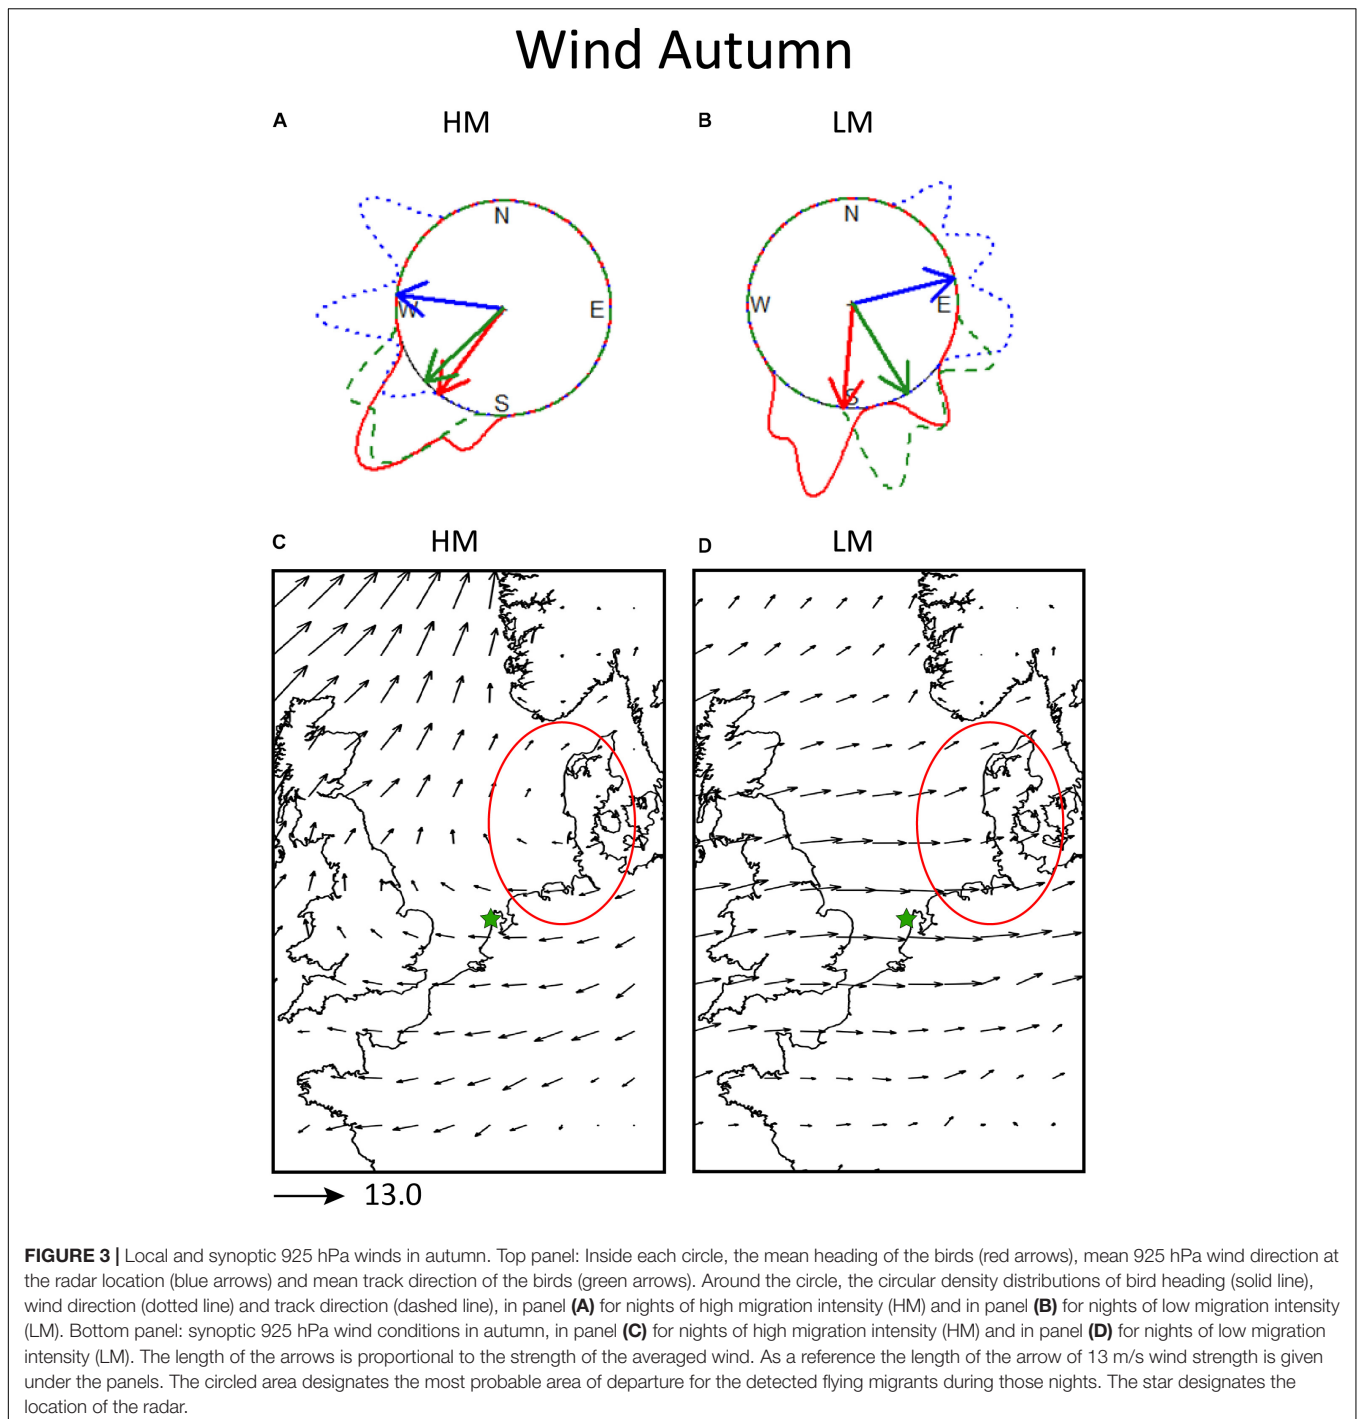 Wind Autumn
A HM
B LM
N
W E
S
N
W E
S
C HM
D LM
13.0
FIGURE 3 | Local and synoptic 925 hPa winds in autumn. Top panel: Inside each circle, the mean heading of the birds (red arrows), mean 925 hPa wind direction at
the radar location (blue arrows) and mean track direction of the birds (green arrows). Around the circle, the circular density distributions of bird heading (solid line),
wind direction (dotted line) and track direction (dashed line), in panel (A) for nights of high migration intensity (HM) and in panel (B) for nights of low migration intensity
(LM). Bottom panel: synoptic 925 hPa wind conditions in autumn, in panel (C) for nights of high migration intensity (HM) and in panel (D) for nights of low migration
intensity (LM). The length of the arrows is proportional to the strength of the averaged wind. As a reference the length of the arrow of 13 m/s wind strength is given
under the panels. The circled area designates the most probable area of departure for the detected flying migrants during those nights. The star designates the
location of the radar.